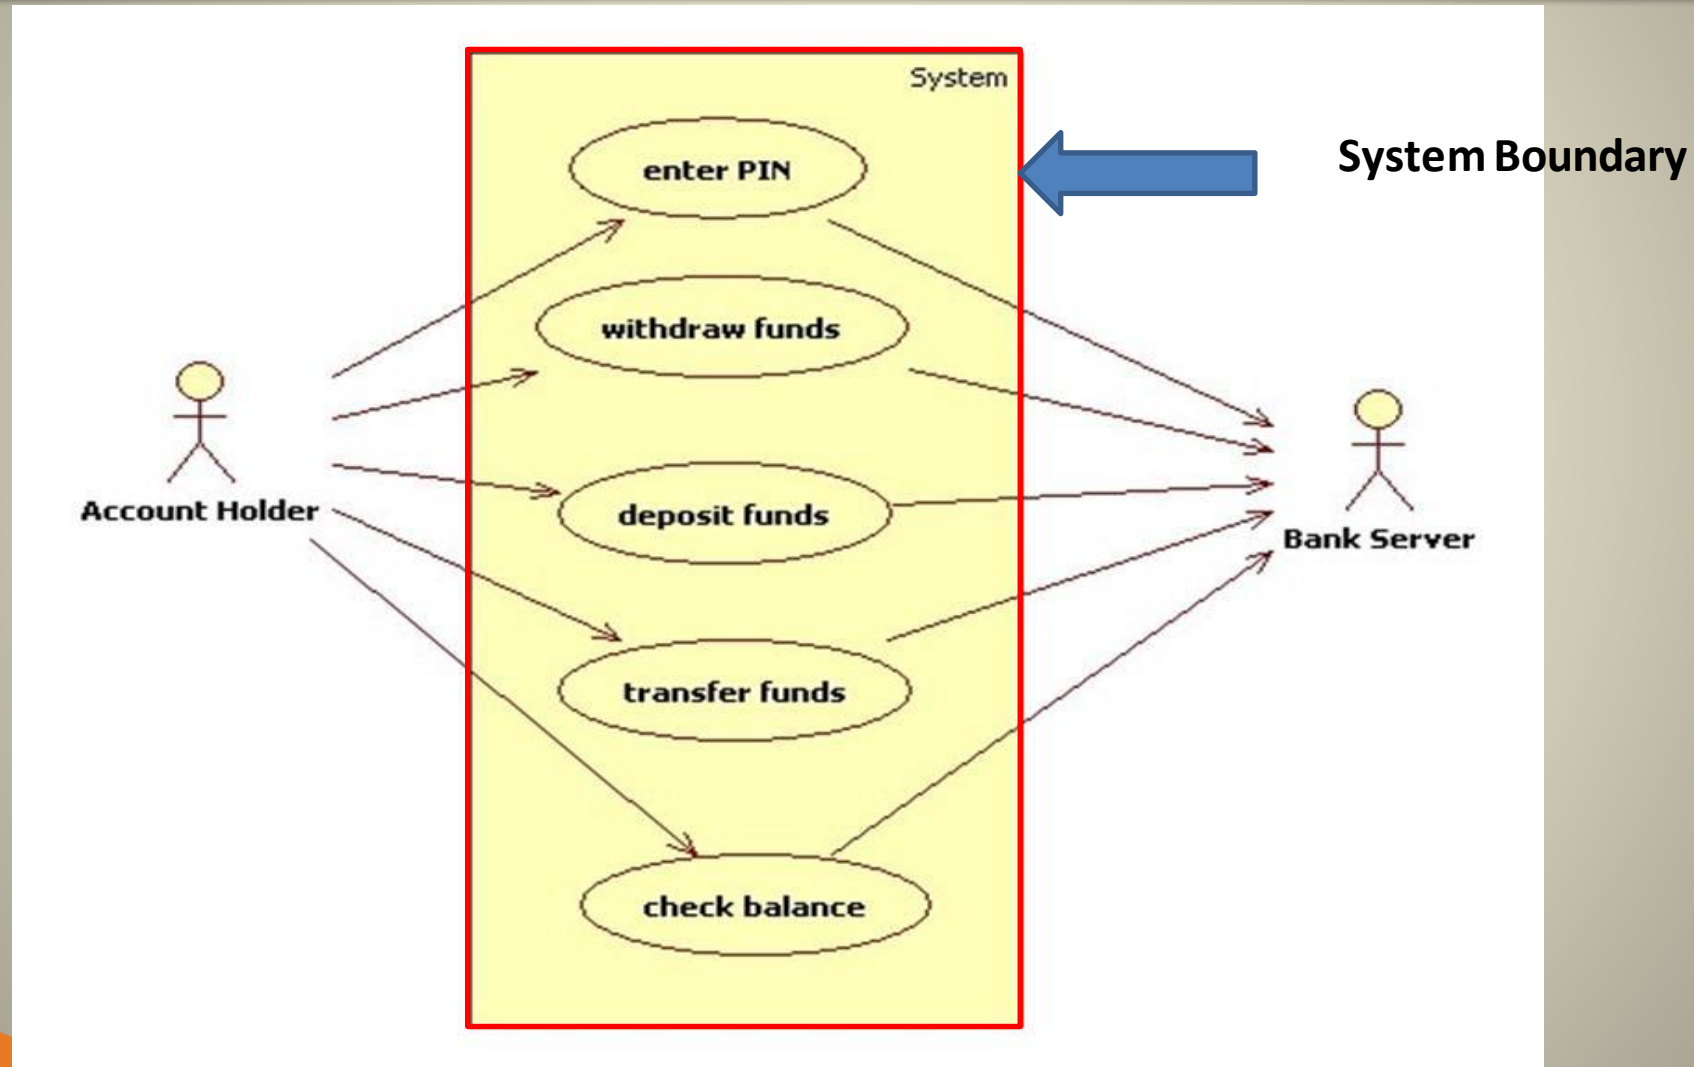 System
System Boundary
enter PIN
withdraw funds
Account Holder
deposit funds
Bank Server
transfer funds
check balance